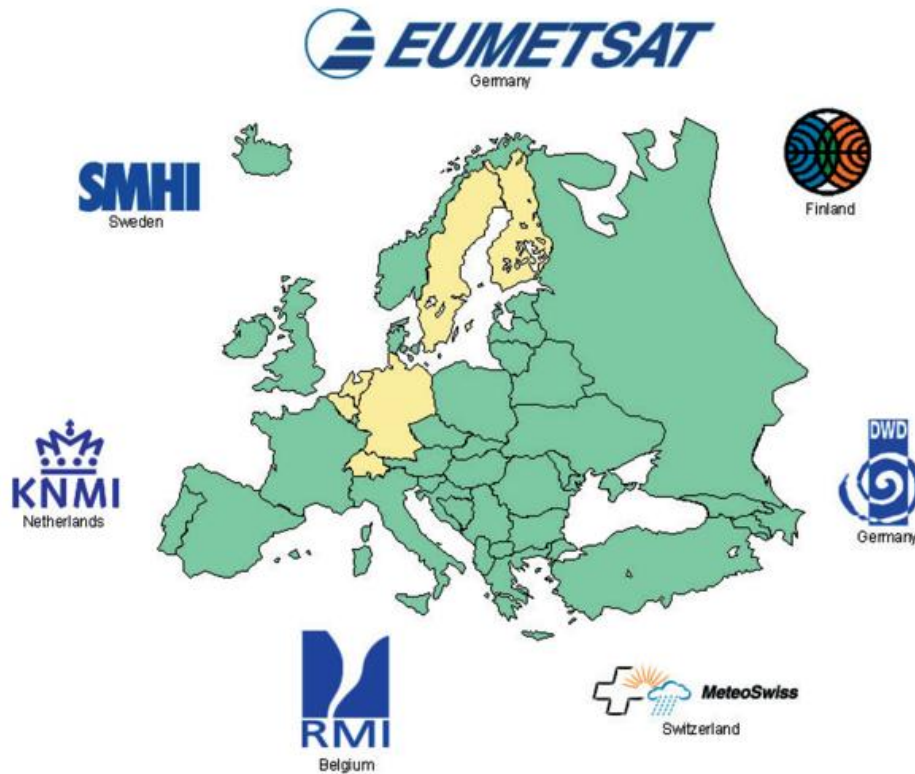 EUMETSAT
Germany
SMHI
Sweden
Finland
KNMI
Netherlands
DWD
Germany
RMI
Belgium
MeteoSwiss
Switzerland